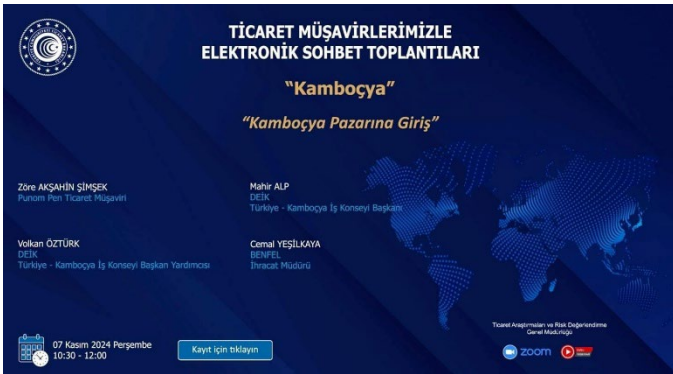 TİCARET MÜŞAVİRLERİMİZLE
ELEKTRONİK SOHBET TOPLANTILARI
“Kamboçya”
“Kamboçya Pazarına Giriş”
Zöre AKŞAHİN ŞİMŞEK
Punom Pen Ticaret Müşaviri
Mahir ALP
DEİK
Türkiye - Kamboçya İş Konseyi Başkanı
Volkan ÖZTÜRK
DEİK
Türkiye - Kamboçya İş Konseyi Başkan Yardımcısı
Cemal YEŞİLKAYA
BENFEL
İhracat Müdürü
07 Kasım 2024 Perşembe
10:30 - 12:00
Kayıt için tıklayın
Ticaret Araştırmaları ve Risk Değerlendirme
Genel Müdürlüğü
zoom